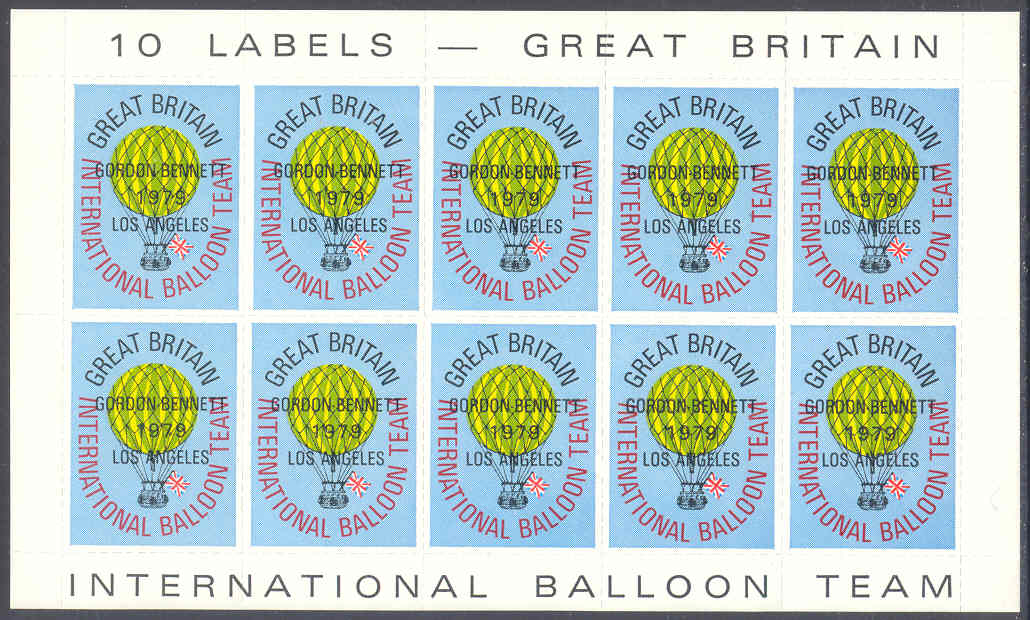 10 LABELS — GREAT BRITAIN
GREAT BRITAIN
GORDON-BENNETT
1979
LOS ANGELES
INTERNATIONAL BALLOON TEAM
GREAT BRITAIN
GORDON-BENNETT
1979
LOS ANGELES
INTERNATIONAL BALLOON TEAM
GREAT BRITAIN
GORDON-BENNETT
1979
LOS ANGELES
INTERNATIONAL BALLOON TEAM
GREAT BRITAIN
GORDON-BENNETT
1979
LOS ANGELES
INTERNATIONAL BALLOON TEAM
GREAT BRITAIN
GORDON-BENNETT
1979
LOS ANGELES
INTERNATIONAL BALLOON TEAM
GREAT BRITAIN
GORDON-BENNETT
1979
LOS ANGELES
INTERNATIONAL BALLOON TEAM
GREAT BRITAIN
GORDON-BENNETT
1979
LOS ANGELES
INTERNATIONAL BALLOON TEAM
GREAT BRITAIN
GORDON-BENNETT
1979
LOS ANGELES
INTERNATIONAL BALLOON TEAM
GREAT BRITAIN
GORDON-BENNETT
1979
LOS ANGELES
INTERNATIONAL BALLOON TEAM
GREAT BRITAIN
GORDON-BENNETT
1979
LOS ANGELES
INTERNATIONAL BALLOON TEAM
INTERNATIONAL BALLOON TEAM